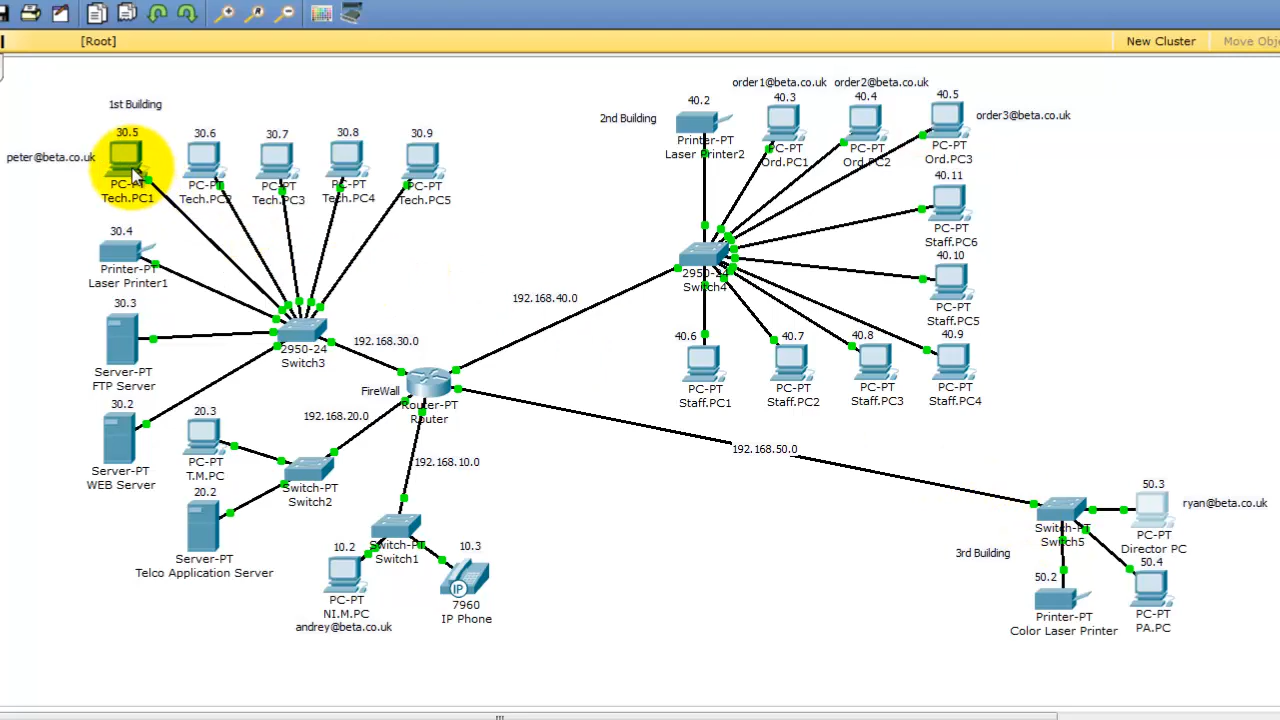 [Root]
New Cluster
Move Obj
1st Building
30.5
30.6
30.7
30.8
30.9
peter@beta.co.uk
PC-PT
Tech.PC1
PC-PT
Tech.PC2
PC-PT
Tech.PC3
PC-PT
Tech.PC4
PC-PT
Tech.PC5
30.4
Printer-PT
Laser Printer1
30.3
Server-PT
FTP Server
30.2
Server-PT
WEB Server
2950-24
Switch3
192.168.30.0
FireWall
Router-PT
Router
192.168.20.0
20.3
PC-PT
T.M.PC
Switch-PT
Switch2
20.2
Server-PT
Telco Application Server
192.168.10.0
Switch-PT
Switch1
10.2
PC-PT
NI.M.PC
andrey@beta.co.uk
10.3
IP
7960
IP Phone
192.168.40.0
2nd Building
40.2
Printer-PT
Laser Printer2
order1@beta.co.uk
40.3
PC-PT
Ord.PC1
order2@beta.co.uk
40.4
PC-PT
Ord.PC2
40.5
order3@beta.co.uk
PC-PT
Ord.PC3
40.11
PC-PT
Staff.PC6
40.10
PC-PT
Staff.PC5
2950-24
Switch4
40.6
PC-PT
Staff.PC1
40.7
PC-PT
Staff.PC2
40.8
PC-PT
Staff.PC3
40.9
PC-PT
Staff.PC4
192.168.50.0
3rd Building
Switch-PT
Switch5
50.3
ryan@beta.co.uk
PC-PT
Director PC
50.4
PC-PT
PA.PC
50.2
Printer-PT
Color Laser Printer